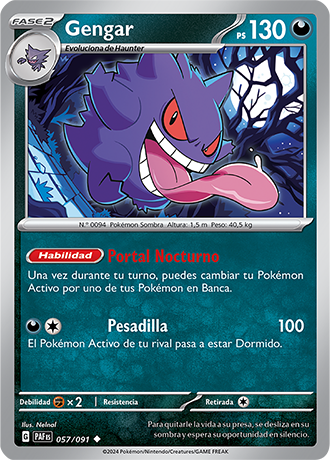 FASE 2
Gengar
PS 130
Evoluciona de Haunter
N.º 0094 Pokémon Sombra Altura: 1,5 m Peso: 40,5 kg
Habilidad Portal Nocturno
Una vez durante tu turno, puedes cambiar tu Pokémon
Activo por uno de tus Pokémon en Banca.
Pesadilla 100
El Pokémon Activo de tu rival pasa a estar Dormido.
Debilidad ×2 Resistencia Retirada
Ilus. Nelnal
G PAF ES 057/091
Para quitarle la vida a su presa, se desliza en
su sombra y espera su oportunidad en silencio.
©2024 Pokémon/Nintendo/Creatures/GAME FREAK